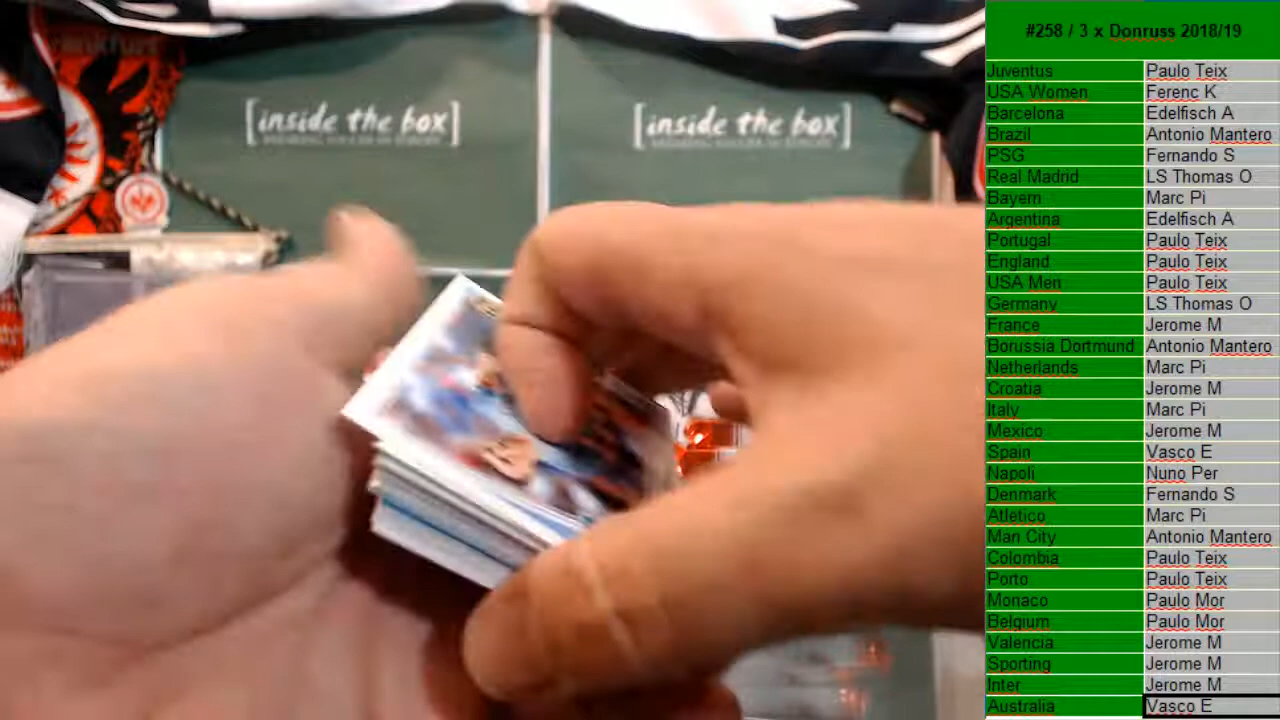 #258 / 3 x Donruss 2018/19
Juventus Paulo Teix
USA Women Ferenc K
Barcelona Edelfisch A
Brazil Antonio Mantero
PSG Fernando S
Real Madrid LS Thomas O
Bayern Marc Pi
Argentina Edelfisch A
Portugal Paulo Teix
England Paulo Teix
USA Men Paulo Teix
Germany LS Thomas O
France Jerome M
Borussia Dortmund Antonio Mantero
Netherlands Marc Pi
Croatia Jerome M
Italy Marc Pi
Mexico Jerome M
Spain Vasco E
Napoli Nuno Per
Denmark Fernando S
Atletico Marc Pi
Man City Antonio Mantero
Colombia Paulo Teix
Porto Paulo Teix
Monaco Paulo Mor
Belgium Paulo Mor
Valencia Jerome M
Sporting Jerome M
Inter Jerome M
Australia Vasco E
[inside the box]
[inside the box]